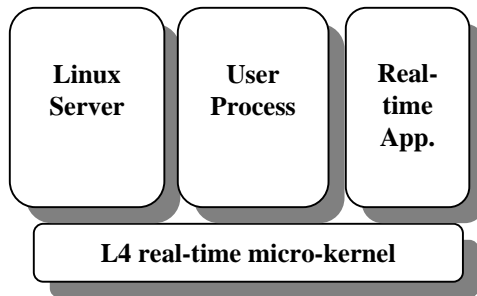 Linux
Server
User
Process
Real-
time
App.
L4 real-time micro-kernel